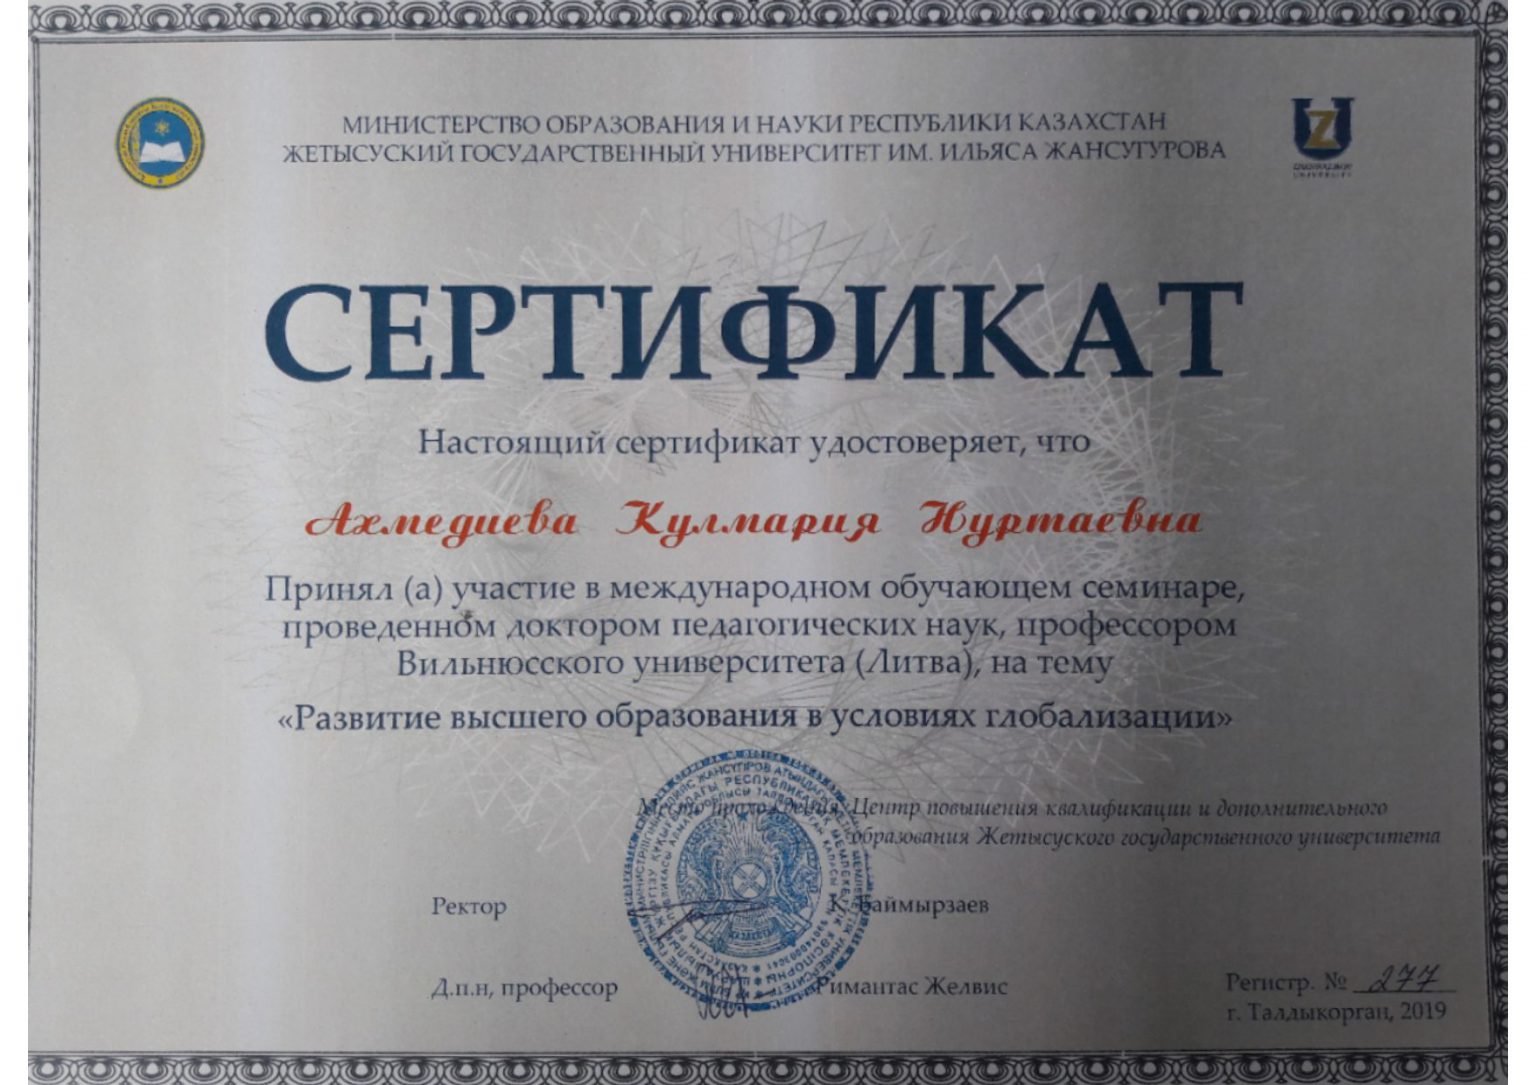 МИНИСТЕРСТВО ОБРАЗОВАНИЯ И НАУКИ РЕСПУБЛИКИ КАЗАХСТАН
ЖЕТЫСУСКИЙ ГОСУДАРСТВЕННЫЙ УНИВЕРСИТЕТ ИМ. ИЛЬЯСА ЖАНСУГУРОВА
UNIVERSITY
СЕРТИФИКАТ
Настоящий сертификат удостоверяет, что
Ахмедиева Кулмария Нуртаевна
Принял (а) участие в международном обучающем семинаре,
проведенном доктором педагогических наук, профессором
Вильнюсского университета (Литва), на тему
«Развитие высшего образования в условиях глобализации»
Центр повышения квалификации и дополнительного
образования Жетысуского государственного университета
Ректор К. Баймырзаев
Д.п.н, профессор Римантас Желвис
Регистр. № 277
г. Талдыкорган, 2019